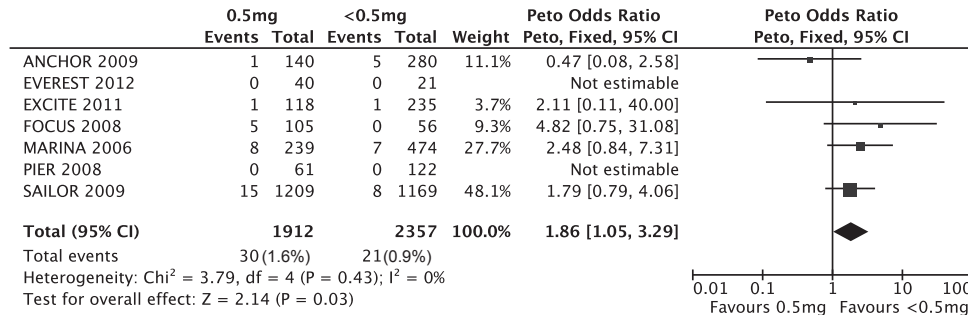 0.5mg <0.5mg Peto Odds Ratio Peto Odds Ratio
Events Total Events Total Weight Peto, Fixed, 95% CI Peto, Fixed, 95% CI
ANCHOR 2009 1 140 5 280 11.1% 0.47 [0.08, 2.58]
EVEREST 2012 0 40 0 21 Not estimable
EXCITE 2011 1 118 1 235 3.7% 2.11 [0.11, 40.00]
FOCUS 2008 5 105 0 56 9.3% 4.82 [0.75, 31.08]
MARINA 2006 8 239 7 474 27.7% 2.48 [0.84, 7.31]
PIER 2008 0 61 0 122 Not estimable
SAILOR 2009 15 1209 8 1169 48.1% 1.79 [0.79, 4.06]
Total (95% CI) 1912 2357 100.0% 1.86 [1.05, 3.29]
Total events 30(1.6%) 21(0.9%)
Heterogeneity: Chi² = 3.79, df = 4 (P = 0.43); I² = 0%
Test for overall effect: Z = 2.14 (P = 0.03)
0.01 0.1 1 10 100
Favours 0.5mg Favours <0.5mg